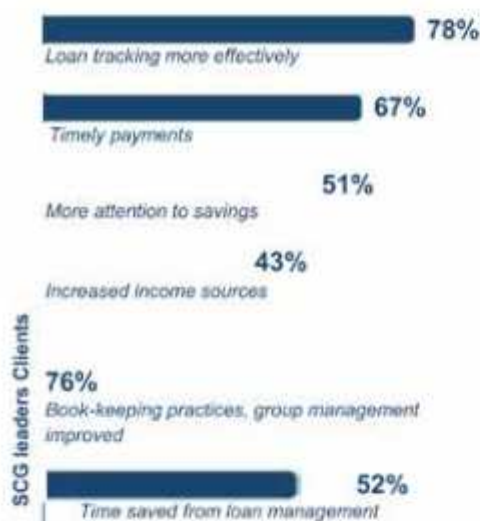 78%
Loan tracking more effectively
67%
Timely payments
51%
More attention to savings
43%
Increased income sources
SCG leaders Clients
76%
Book-keeping practices, group management
improved
52%
Time saved from loan management